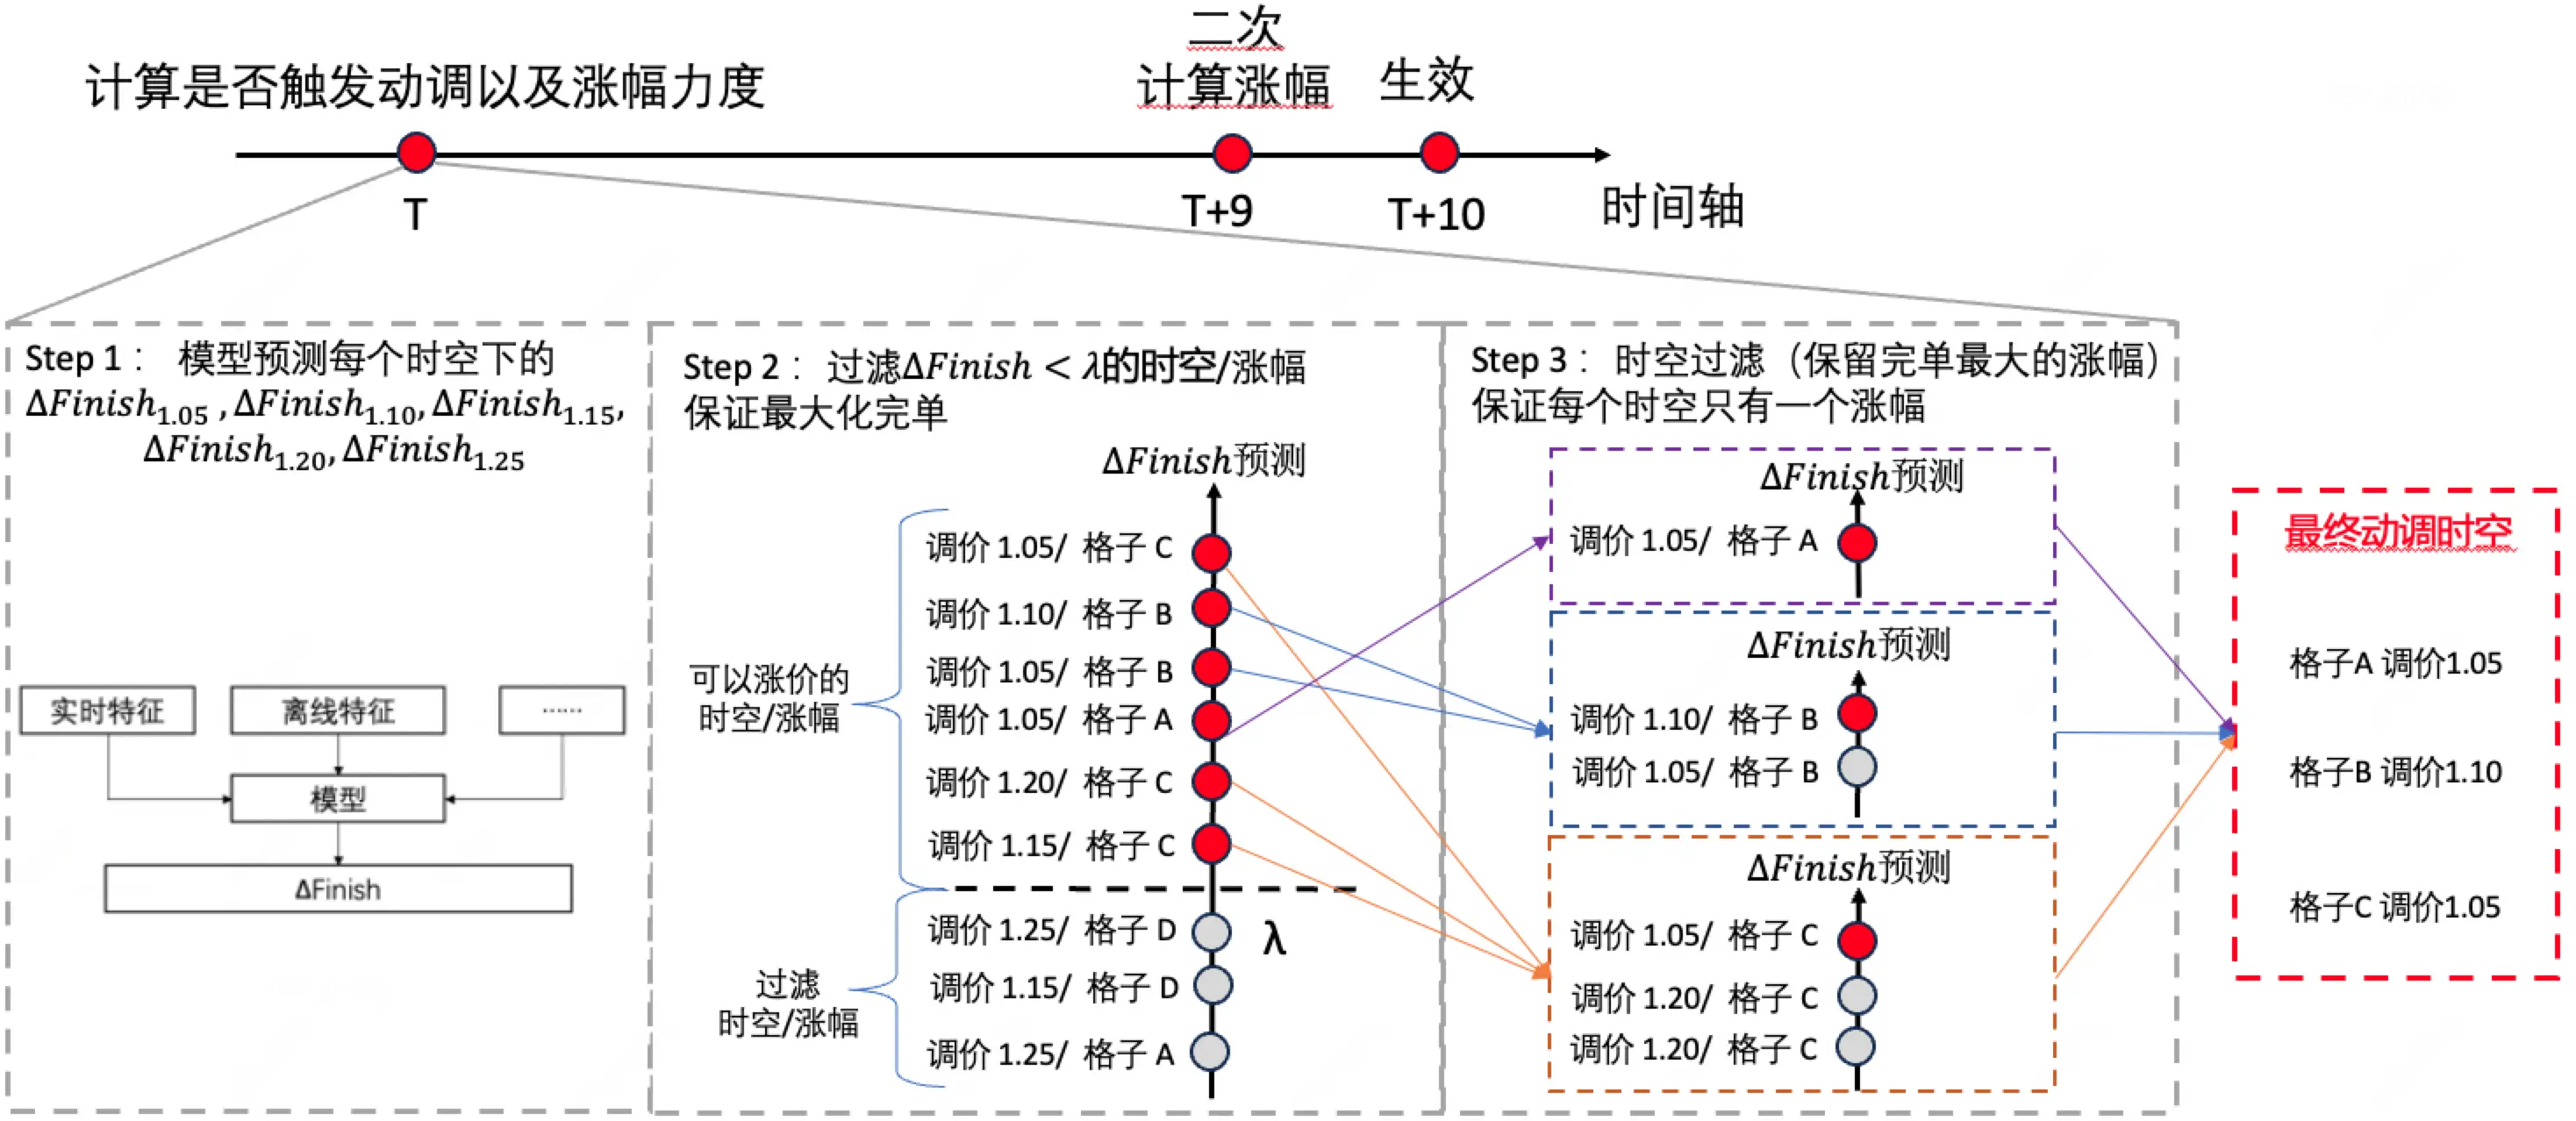 计算是否触发动调以及涨幅力度
二次
计算涨幅
生效
T
T+9
T+10
时间轴
Step 1： 模型预测每个时空下的
ΔFinish₁.₀₅ , ΔFinish₁.₁₀, ΔFinish₁.₁₅,
ΔFinish₁.₂₀, ΔFinish₁.₂₅
实时特征
离线特征
......
模型
ΔFinish
Step 2： 过滤ΔFinish < λ的时空/涨幅
保证最大化完单
ΔFinish预测
可以涨价的
时空/涨幅
调价 1.05/ 格子 C
调价 1.10/ 格子 B
调价 1.05/ 格子 B
调价 1.05/ 格子 A
调价 1.20/ 格子 C
调价 1.15/ 格子 C
λ
过滤
时空/涨幅
调价 1.25/ 格子 D
调价 1.15/ 格子 D
调价 1.25/ 格子 A
Step 3： 时空过滤（保留完单最大的涨幅）
保证每个时空只有一个涨幅
ΔFinish预测
调价 1.05/ 格子 A
ΔFinish预测
调价 1.10/ 格子 B
调价 1.05/ 格子 B
ΔFinish预测
调价 1.05/ 格子 C
调价 1.20/ 格子 C
调价 1.20/ 格子 C
最终动调时空
格子A 调价1.05
格子B 调价1.10
格子C 调价1.05